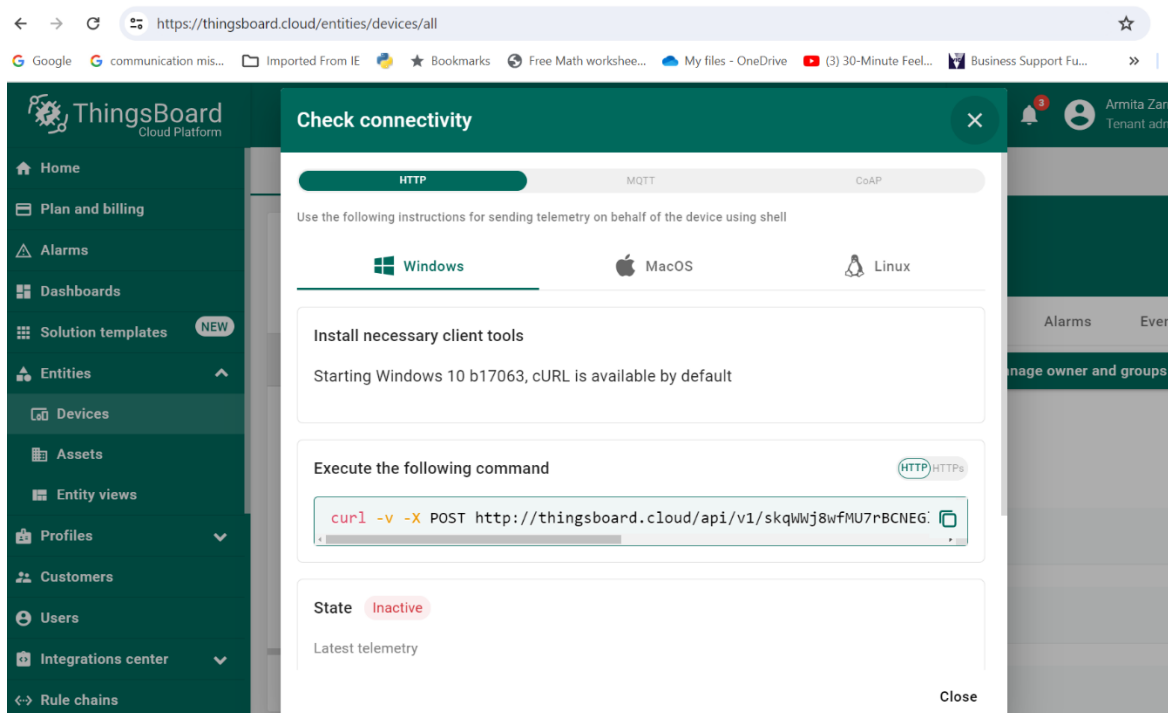 https://thingsboard.cloud/entities/devices/all
Google communication mis... Imported From IE Bookmarks Free Math workshee... My files - OneDrive (3) 30-Minute Feel... Business Support Fu... »
ThingsBoard
Cloud Platform
Check connectivity
3
Armita
Tenant
Home
Plan and billing
Alarms
Dashboards
Solution templates NEW
Entities
Devices
Assets
Entity views
Profiles
Customers
Users
Integrations center
Rule chains
HTTP MQTT CoAP
Use the following instructions for sending telemetry on behalf of the device using shell
Windows MacOS Linux
Install necessary client tools
Starting Windows 10 b17063, cURL is available by default
Execute the following command HTTP HTTPs
curl -v -X POST http://thingsboard.cloud/api/v1/skqWWj8wfMU7rBCNEG
State Inactive
Latest telemetry
Close
Alarms
owner and groups